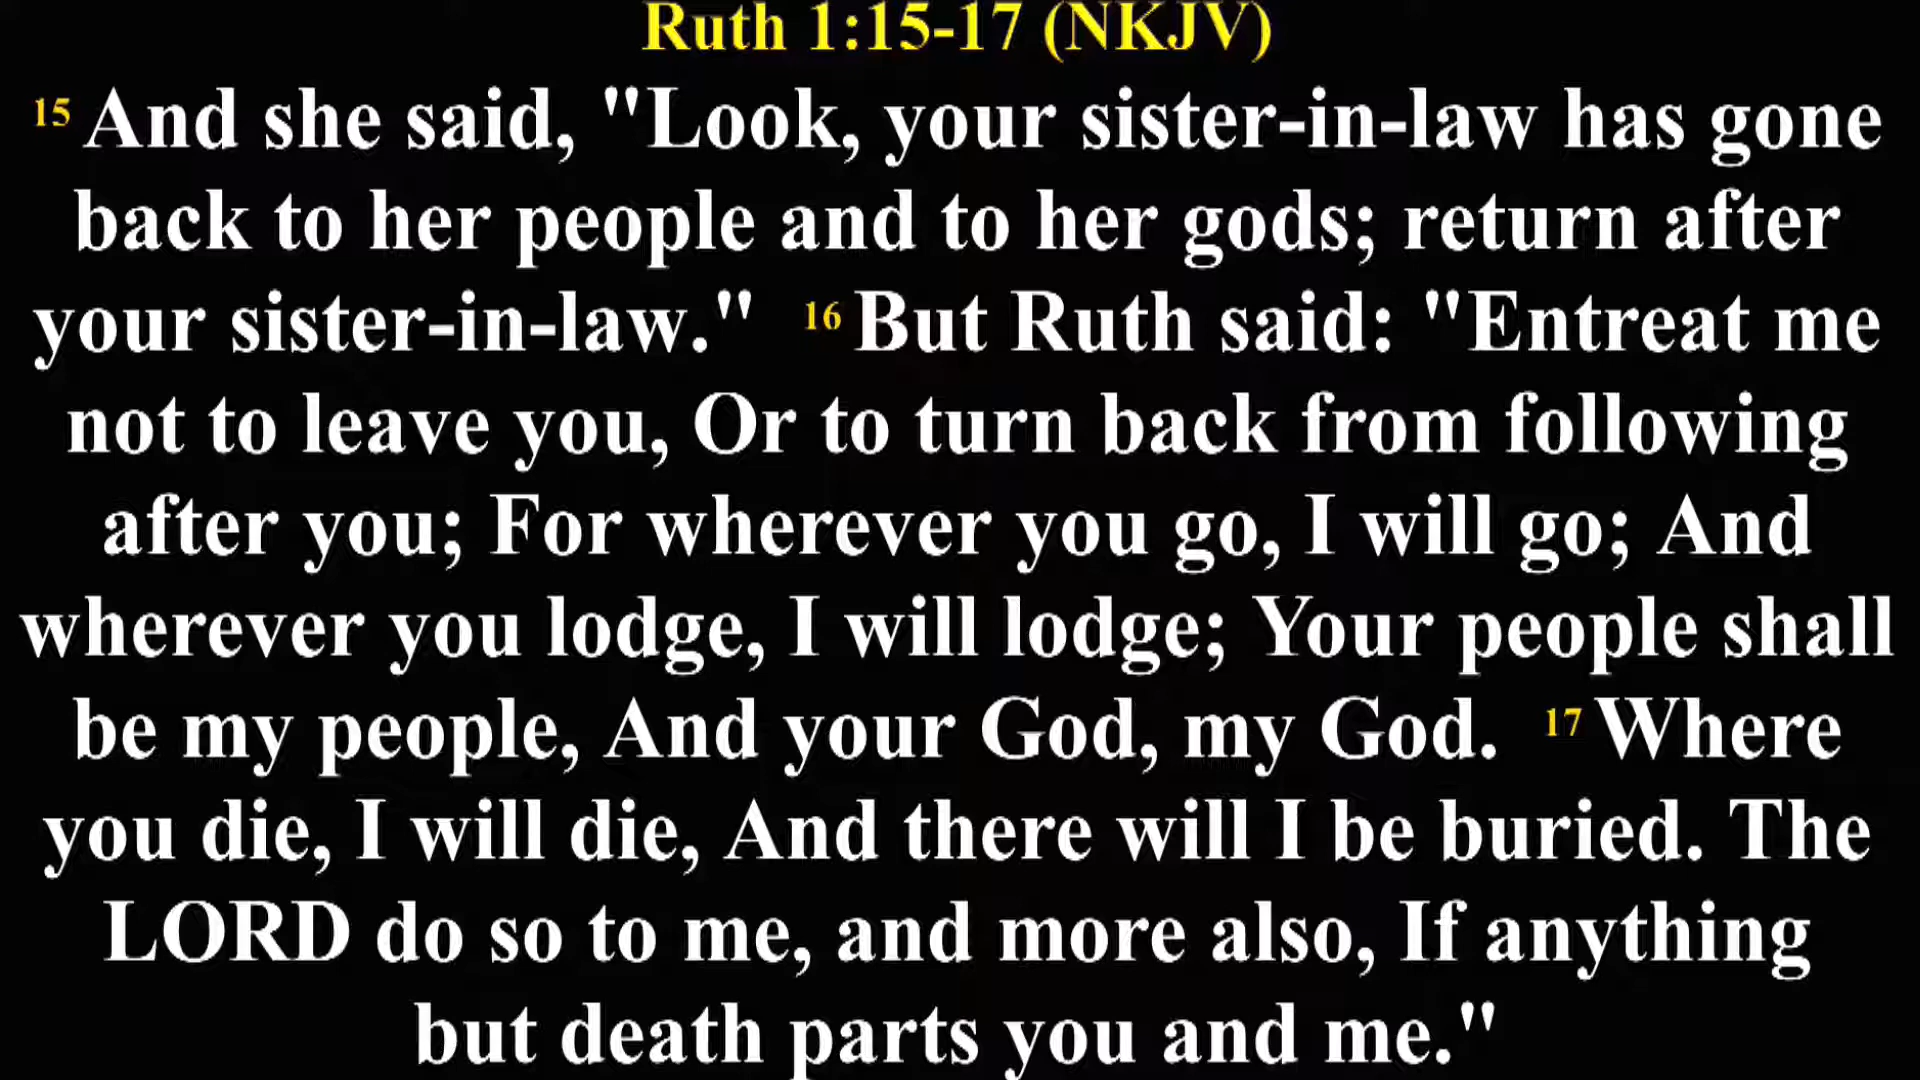 Ruth 1:15-17 (NKJV)
15 And she said, "Look, your sister-in-law has gone
back to her people and to her gods; return after
your sister-in-law." 16 But Ruth said: "Entreat me
not to leave you, Or to turn back from following
after you; For wherever you go, I will go; And
wherever you lodge, I will lodge; Your people shall
be my people, And your God, my God. 17 Where
you die, I will die, And there will I be buried. The
LORD do so to me, and more also, If anything
but death parts you and me."